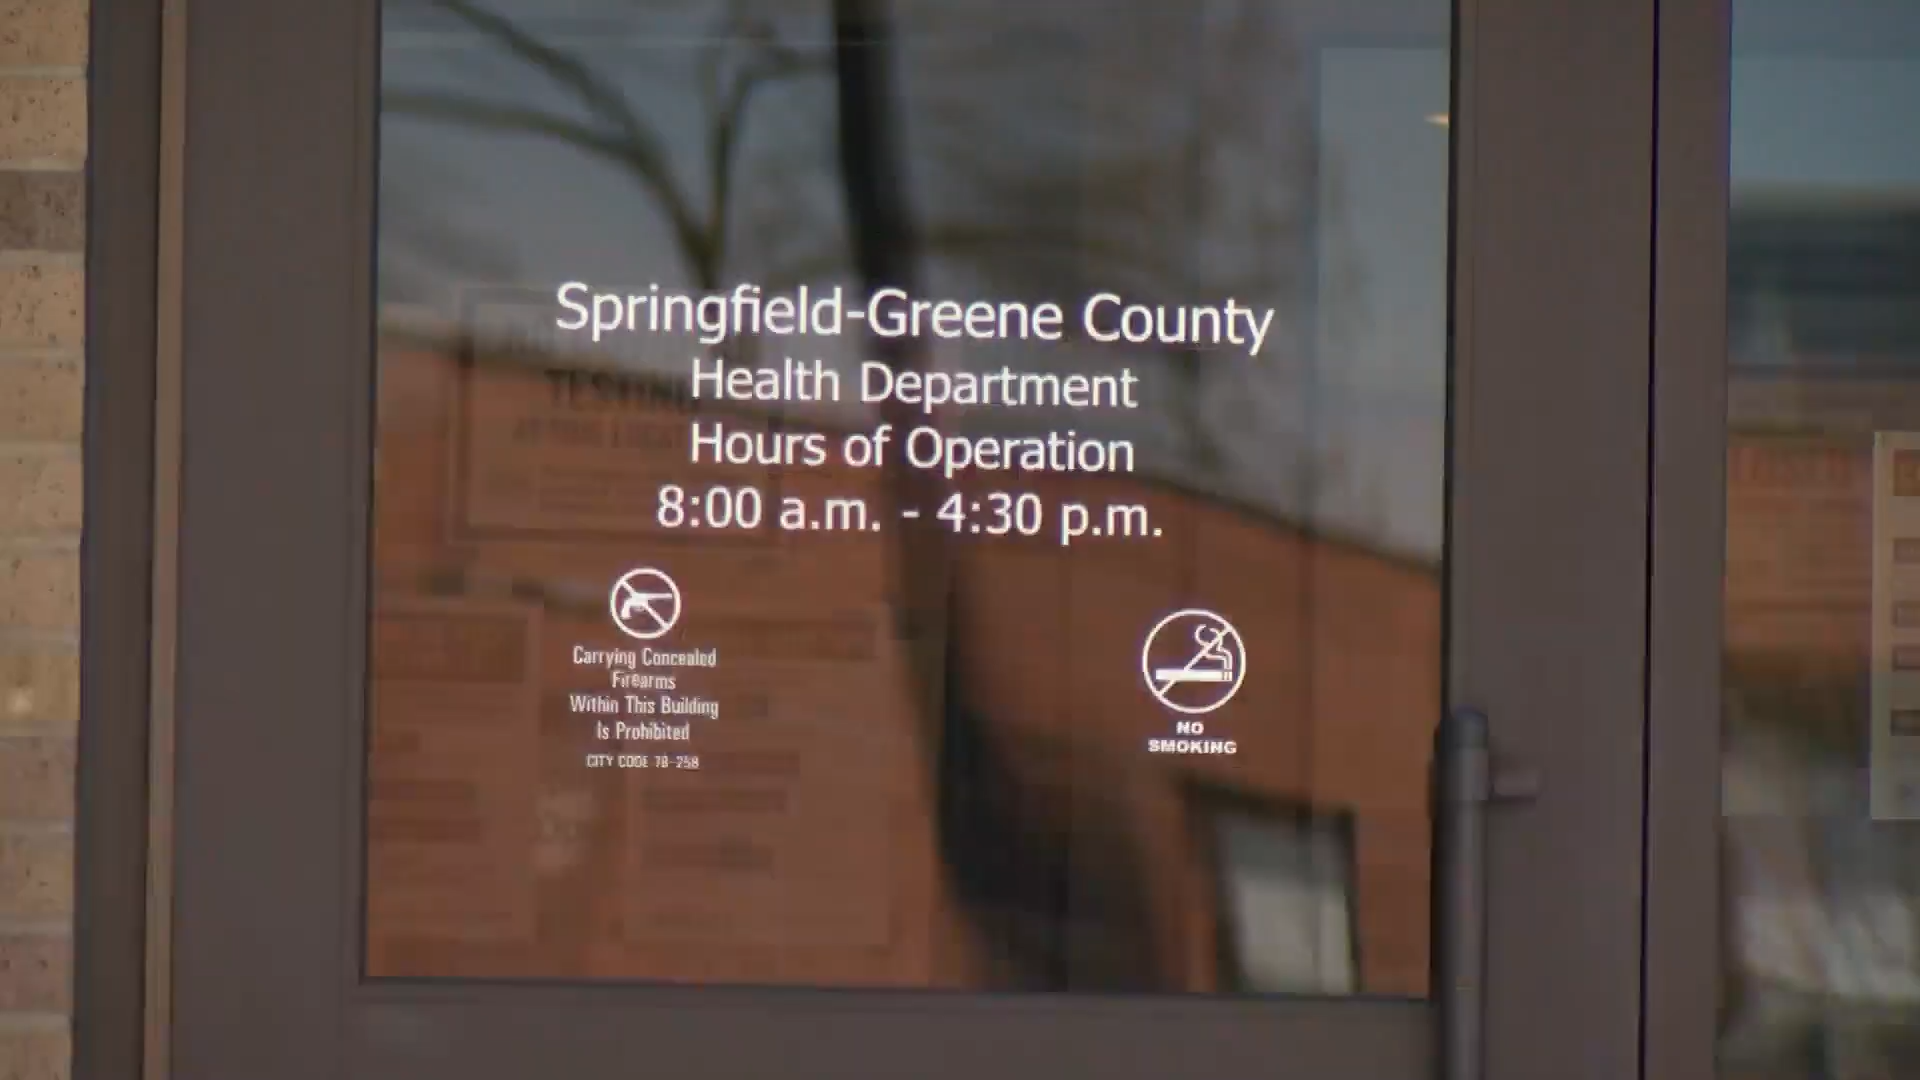 Springfield-Greene County
Health Department
Hours of Operation
8:00 a.m. - 4:30 p.m.
Carrying Concealed
Firearms
Within This Building
Is Prohibited
CITY CODE 78-258
NO
SMOKING
TESTING